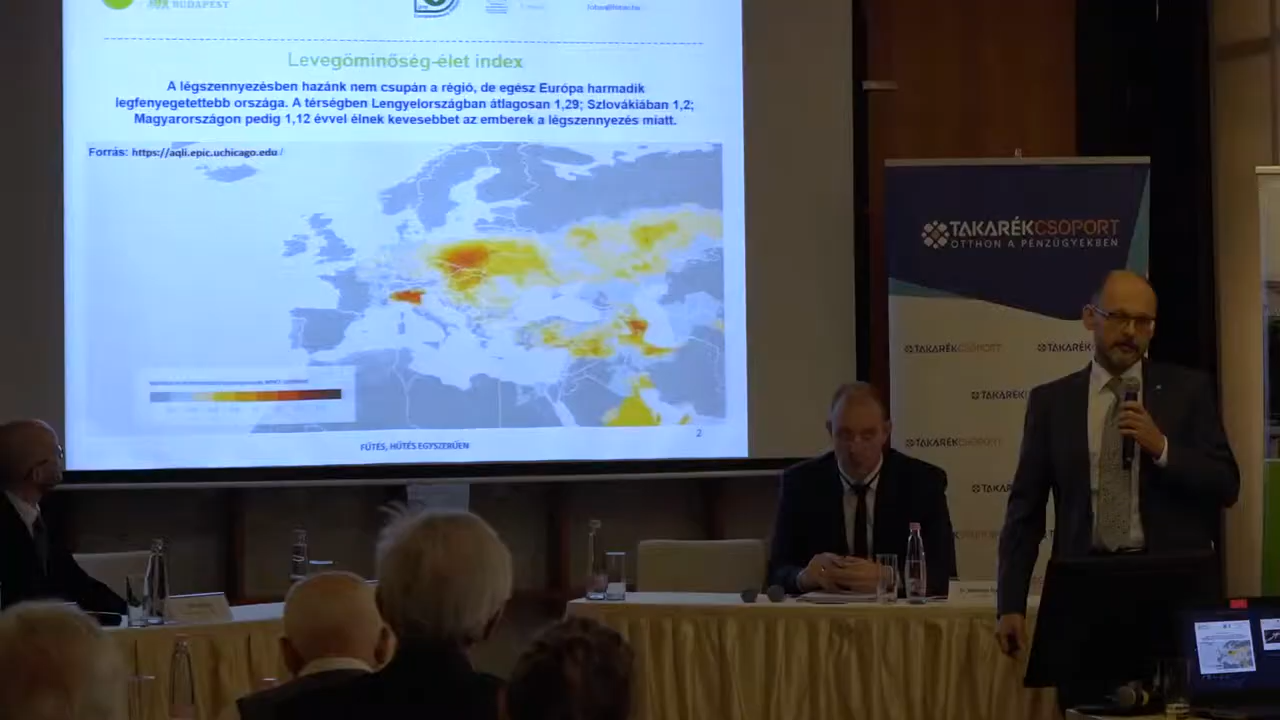 BUDAPEST
Levegőminőség-élet index
A légszennyezésben hazánk nem csupán a régió, de egész Európa harmadik
legfenyegetettebb országa. A térségben Lengyelországban átlagosan 1,29; Szlovákiában 1,2;
Magyarországon pedig 1,12 évvel élnek kevesebbet az emberek a légszennyezés miatt.
Forrás: https://aqli.epic.uchicago.edu /
FŰTÉS, HŰTÉS EGYSZERŰEN
2
TAKARÉKCSOPORT
OTTHON A PÉNZÜGYEKBEN
TAKARÉKCSOPORT
TAKARÉK
TAKARÉK
TAKARÉKCSOPORT
TAKARÉK